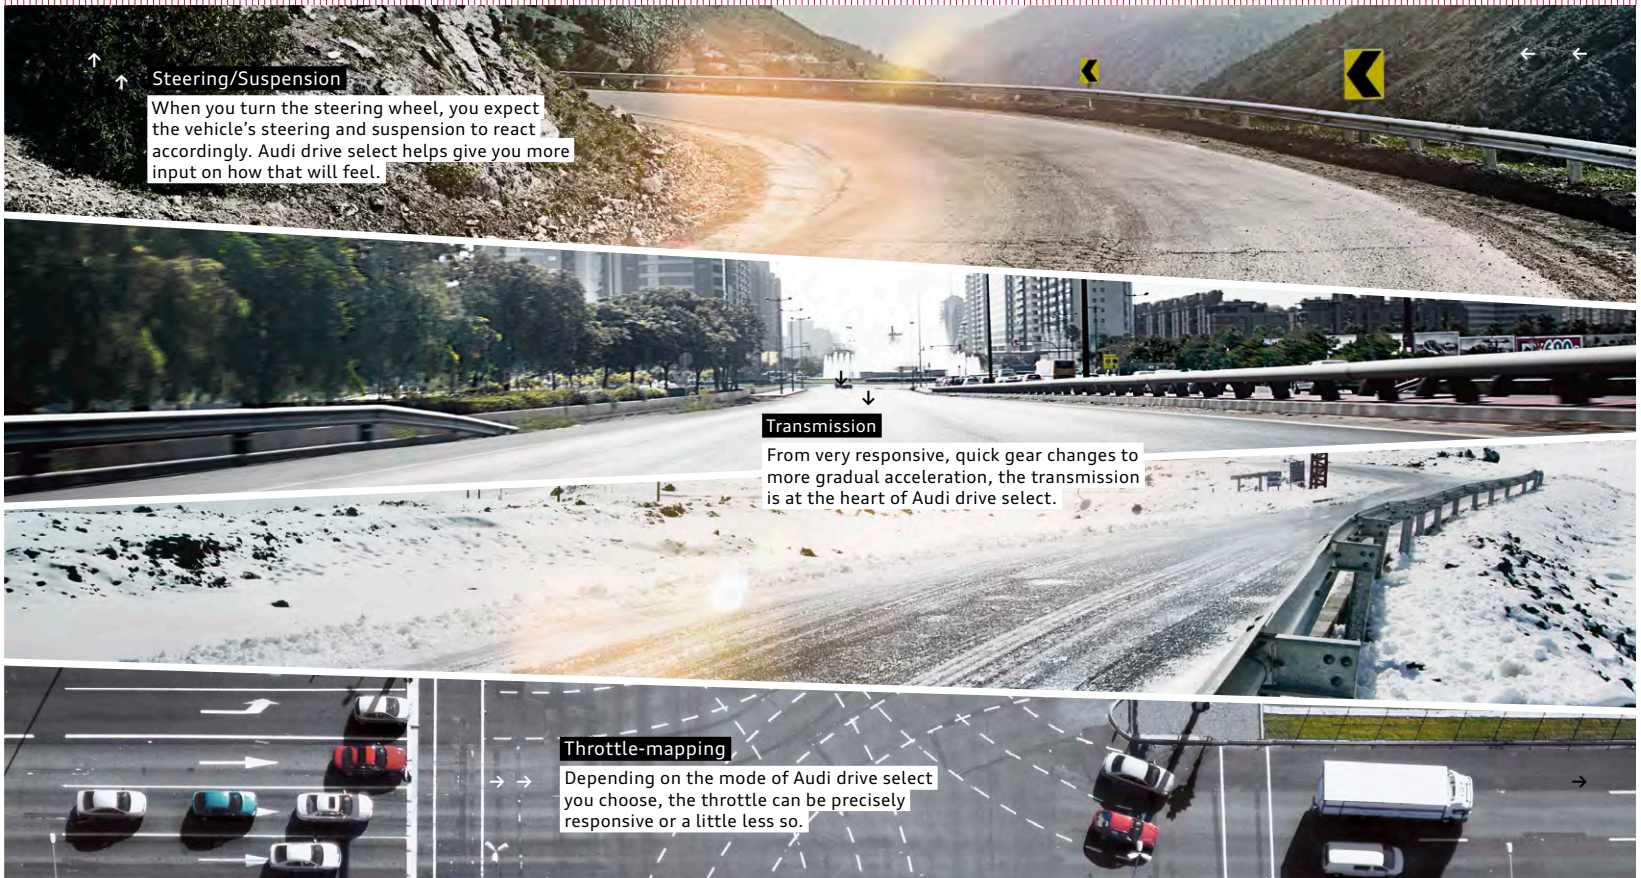 Steering/Suspension
When you turn the steering wheel, you expect
the vehicle’s steering and suspension to react
accordingly. Audi drive select helps give you more
input on how that will feel.
Transmission
From very responsive, quick gear changes to
more gradual acceleration, the transmission
is at the heart of Audi drive select.
Throttle-mapping
Depending on the mode of Audi drive select
you choose, the throttle can be precisely
responsive or a little less so.